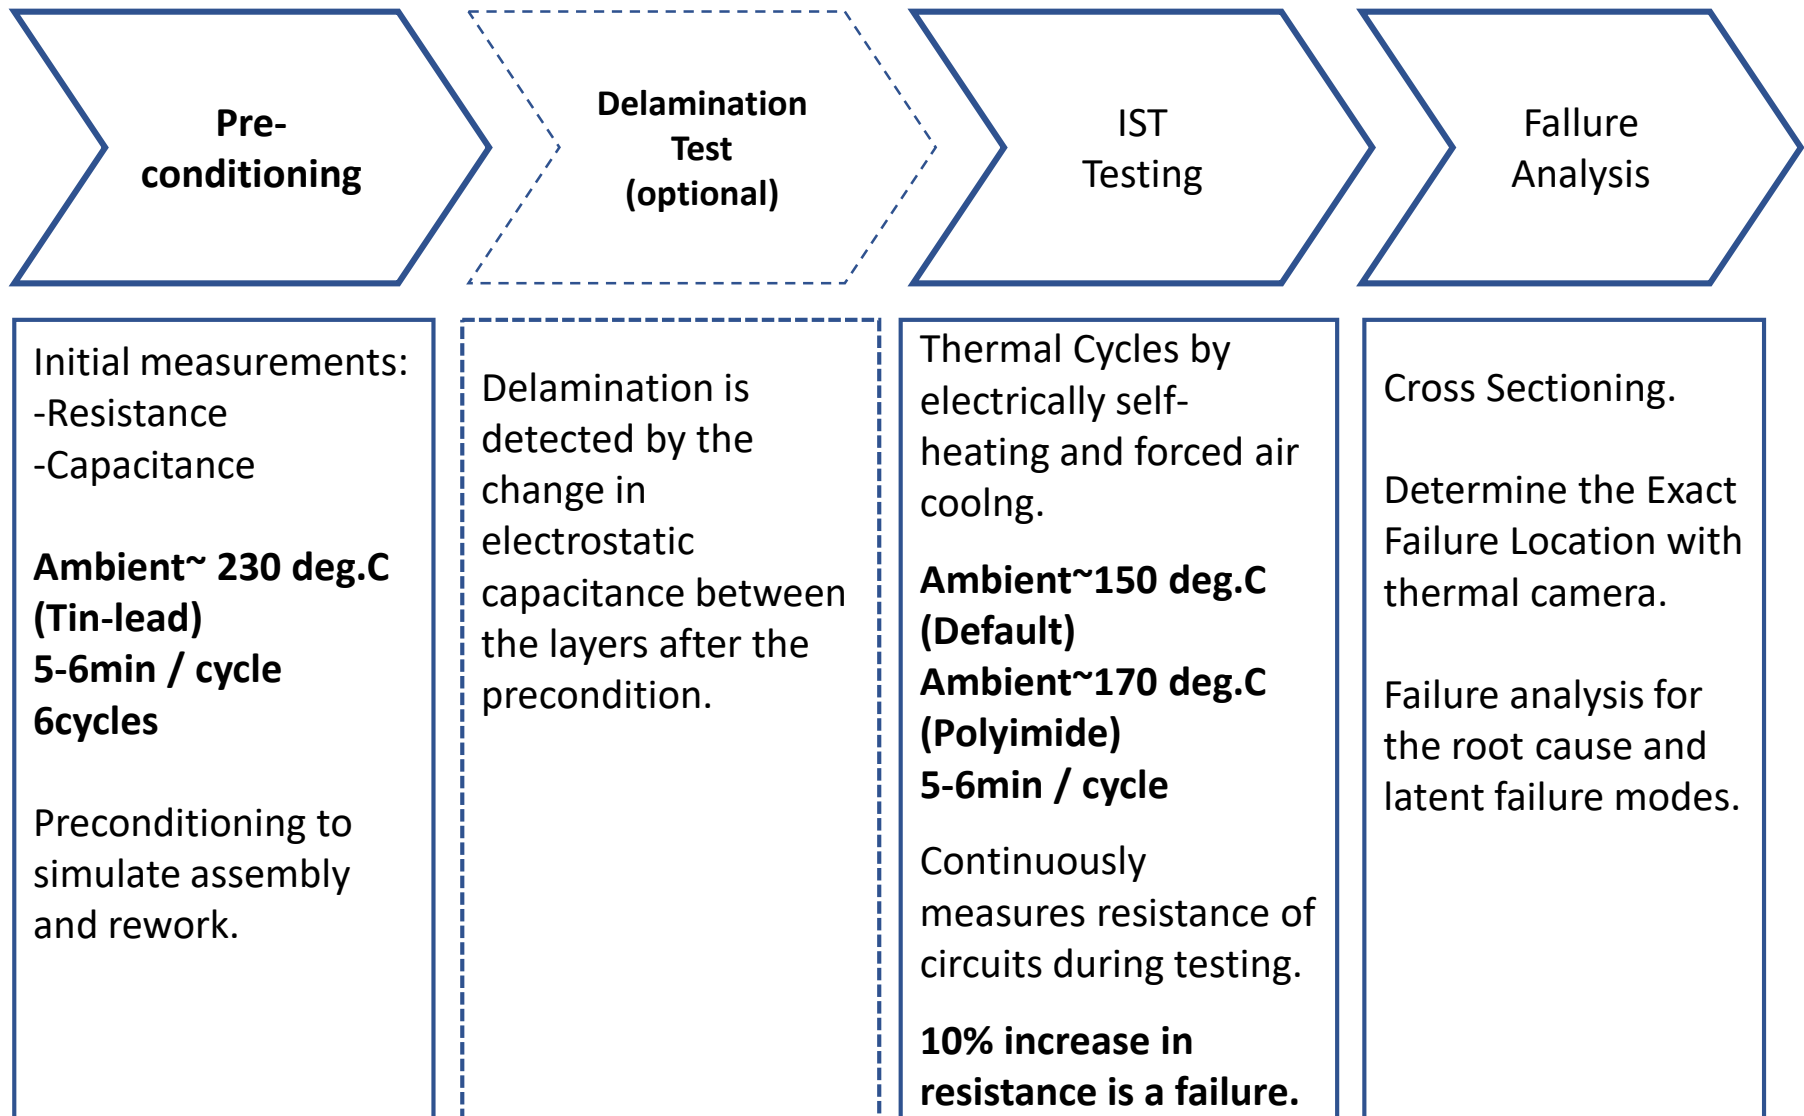 Pre-
conditioning
Delamination
Test
(optional)
IST
Testing
Fallure
Analysis
Initial measurements:
-Resistance
-Capacitance
Ambient~ 230 deg.C
(Tin-lead)
5-6min / cycle
6cycles
Preconditioning to
simulate assembly
and rework.
Delamination is
detected by the
change in
electrostatic
capacitance between
the layers after the
precondition.
Thermal Cycles by
electrically self-
heating and forced air
coolng.
Ambient~150 deg.C
(Default)
Ambient~170 deg.C
(Polyimide)
5-6min / cycle
Continuously
measures resistance of
circuits during testing.
10% increase in
resistance is a failure.
Cross Sectioning.
Determine the Exact
Failure Location with
thermal camera.
Failure analysis for
the root cause and
latent failure modes.